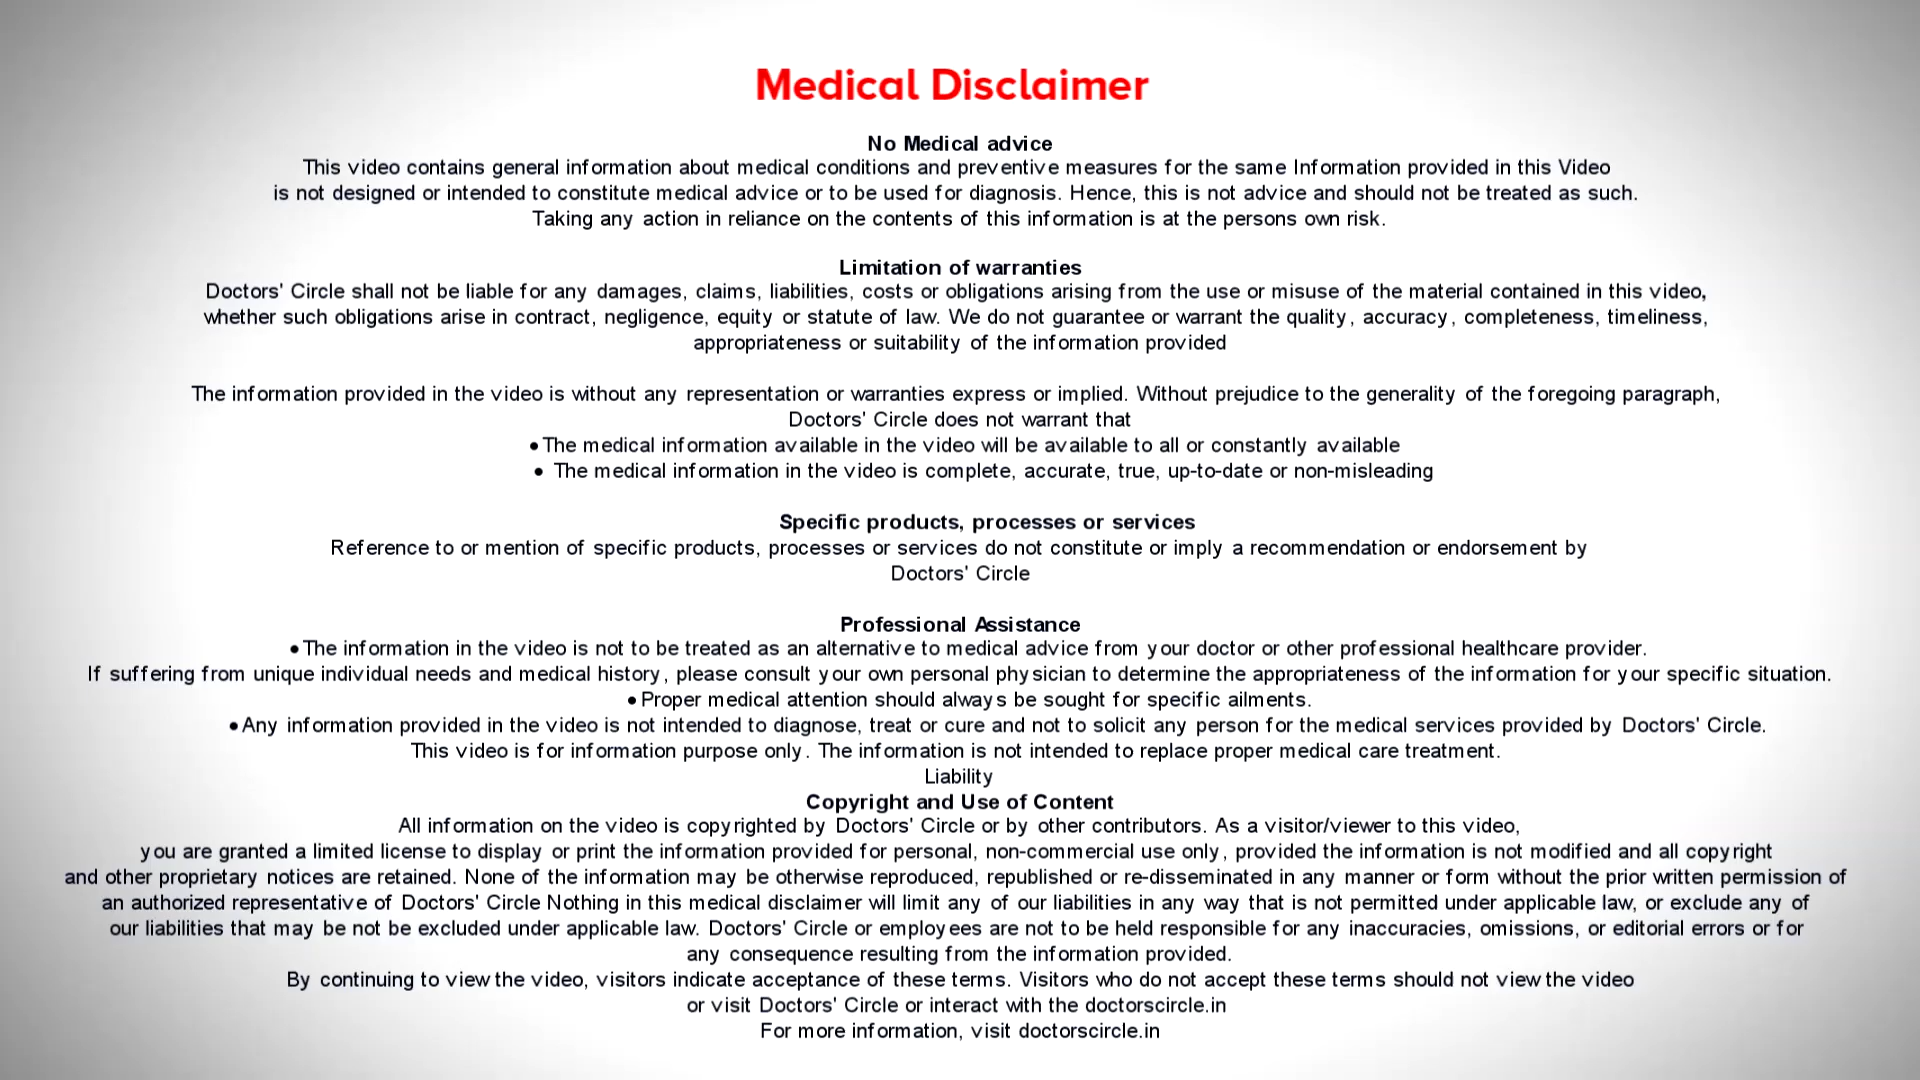 Medical Disclaimer
No Medical advice
This video contains general information about medical conditions and preventive measures for the same Information provided in this Video
is not designed or intended to constitute medical advice or to be used for diagnosis. Hence, this is not advice and should not be treated as such.
Taking any action in reliance on the contents of this information is at the persons own risk.
Limitation of warranties
Doctors' Circle shall not be liable for any damages, claims, liabilities, costs or obligations arising from the use or misuse of the material contained in this video,
whether such obligations arise in contract, negligence, equity or statute of law. We do not guarantee or warrant the quality, accuracy, completeness, timeliness,
appropriateness or suitability of the information provided
The information provided in the video is without any representation or warranties express or implied. Without prejudice to the generality of the foregoing paragraph,
Doctors' Circle does not warrant that
•The medical information available in the video will be available to all or constantly available
• The medical information in the video is complete, accurate, true, up-to-date or non-misleading
Specific products, processes or services
Reference to or mention of specific products, processes or services do not constitute or imply a recommendation or endorsement by
Doctors' Circle
Professional Assistance
•The information in the video is not to be treated as an alternative to medical advice from your doctor or other professional healthcare provider.
If suffering from unique individual needs and medical history, please consult your own personal physician to determine the appropriateness of the information for your specific situation.
•Proper medical attention should always be sought for specific ailments.
•Any information provided in the video is not intended to diagnose, treat or cure and not to solicit any person for the medical services provided by Doctors' Circle.
This video is for information purpose only. The information is not intended to replace proper medical care treatment.
Liability
Copyright and Use of Content
All information on the video is copyrighted by Doctors' Circle or by other contributors. As a visitor/viewer to this video,
you are granted a limited license to display or print the information provided for personal, non-commercial use only, provided the information is not modified and all copyright
and other proprietary notices are retained. None of the information may be otherwise reproduced, republished or re-disseminated in any manner or form without the prior written permission of
an authorized representative of Doctors' Circle Nothing in this medical disclaimer will limit any of our liabilities in any way that is not permitted under applicable law, or exclude any of
our liabilities that may be not be excluded under applicable law. Doctors' Circle or employees are not to be held responsible for any inaccuracies, omissions, or editorial errors or for
any consequence resulting from the information provided.
By continuing to view the video, visitors indicate acceptance of these terms. Visitors who do not accept these terms should not view the video
or visit Doctors' Circle or interact with the doctorscircle.in
For more information, visit doctorscircle.in